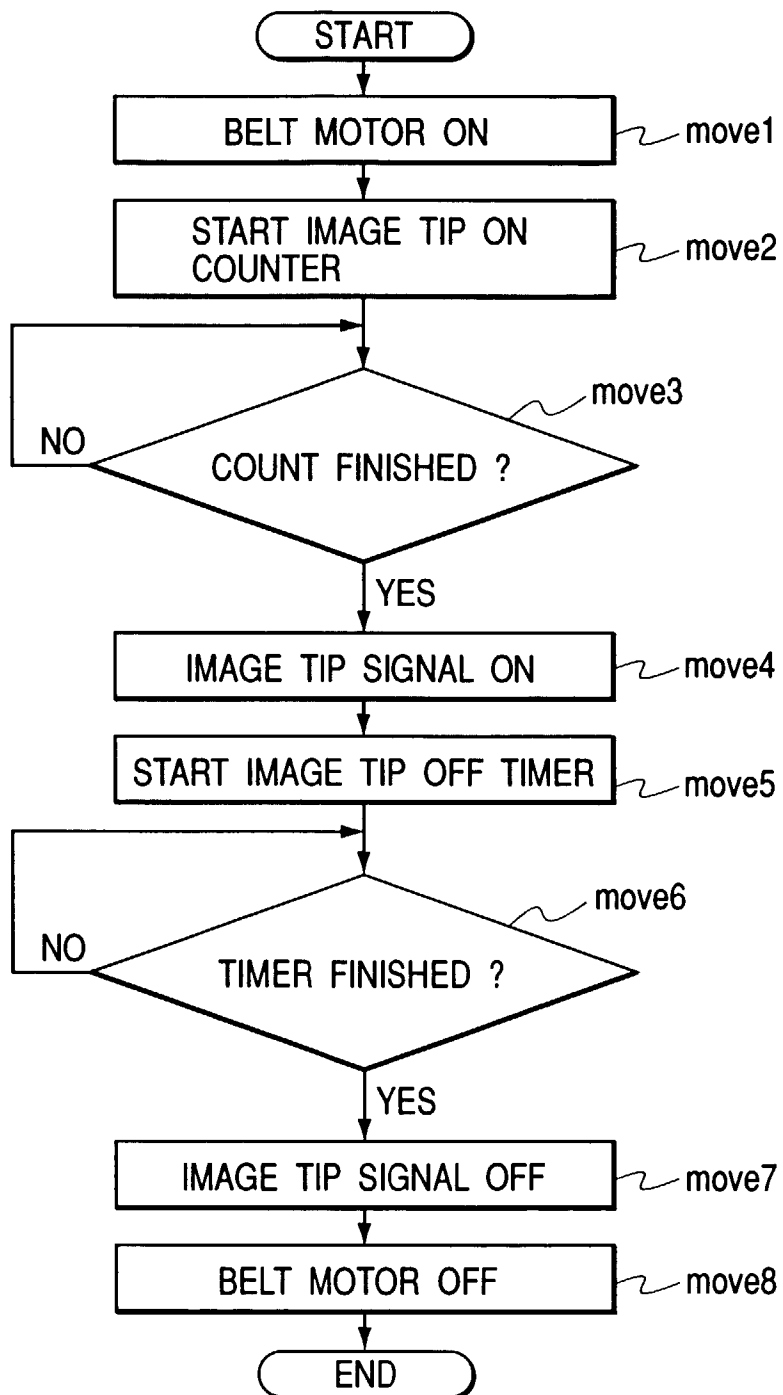 START
BELT MOTOR ON
move1
START IMAGE TIP ON
COUNTER
move2
move3
NO
COUNT FINISHED ?
YES
IMAGE TIP SIGNAL ON
move4
START IMAGE TIP OFF TIMER
move5
move6
NO
TIMER FINISHED ?
YES
IMAGE TIP SIGNAL OFF
move7
BELT MOTOR OFF
move8
END